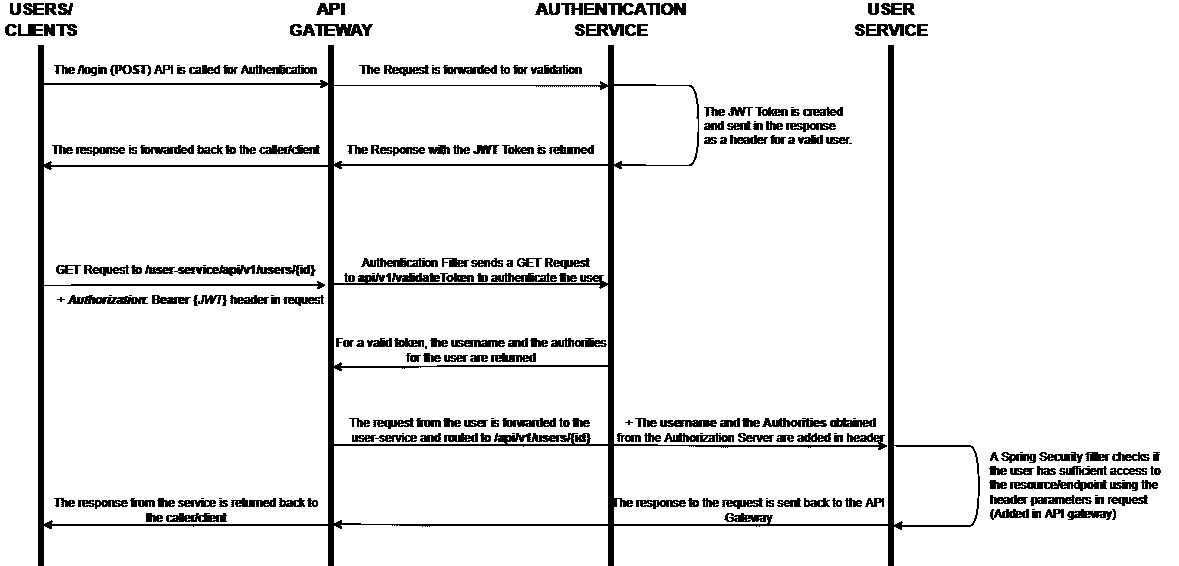 USERS/
CLIENTS
API
GATEWAY
AUTHENTICATION
SERVICE
USER
SERVICE
The /login (POST) API is called for Authentication
The Request is forwarded to for validation
The JWT Token is created
and sent in the response
as a header for a valid user.
The response is forwarded back to the caller/client
The Response with the JWT Token is returned
GET Request to /user-service/api/v1/users/{id}
+ Authorization: Bearer {JWT} header in request
Authentication Filter sends a GET Request
to api/v1/validateToken to authenticate the user
For a valid token, the username and the authorities
for the user are returned
The request from the user is forwarded to the
user-service and routed to /api/v1/users/{id}
+ The username and the Authorities obtained
from the Authorization Server are added in header
A Spring Security filter checks if
the user has sufficient access to
the resource/endpoint using the
header parameters in request
(Added in API gateway)
The response from the service is returned back to
the caller/client
The response to the request is sent back to the API
Gateway